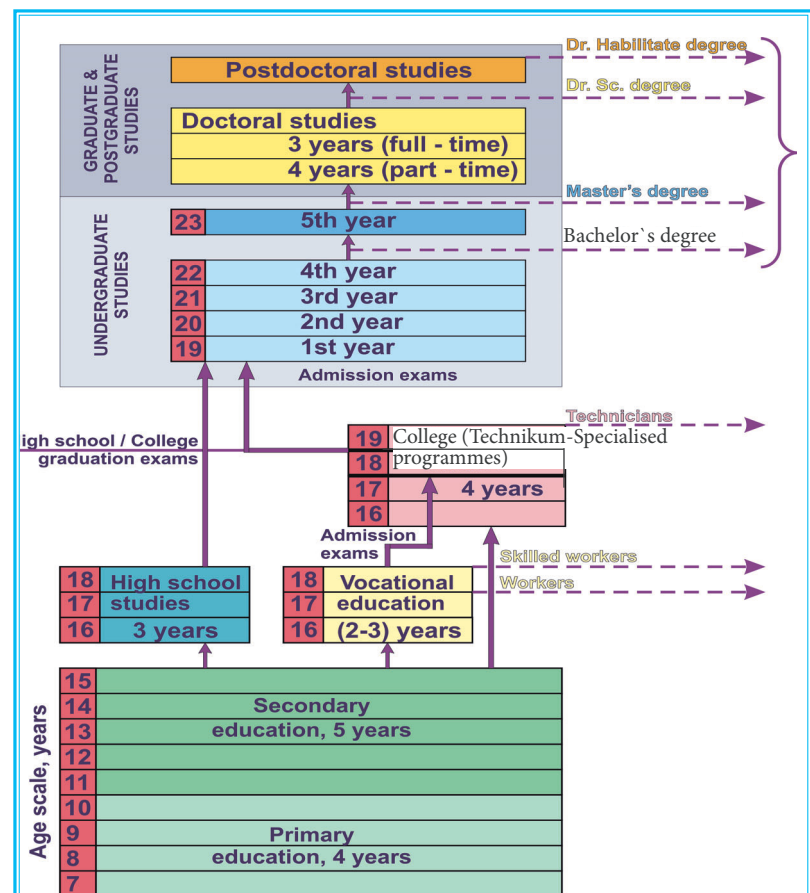 Dr. Habilitate degree
Postdoctoral studies
Dr. Sc. degree
GRADUATE &
POSTGRADUATE
STUDIES
Doctoral studies
3 years (full - time)
4 years (part - time)
Master's degree
23 5th year
Bachelor`s degree
UNDERGRADUATE
STUDIES
22 4th year
21 3rd year
20 2nd year
19 1st year
Admission exams
Technicians
igh school / College
graduation exams
19 College (Technikum-Specialised
18 programmes)
17 4 years
16
Admission
exams
Skilled workers
Workers
18 High school
17 studies
16 3 years
18 Vocational
17 education
16 (2-3) years
Age scale, years
15
14 Secondary
13 education, 5 years
12
11
10
9 Primary
8 education, 4 years
7